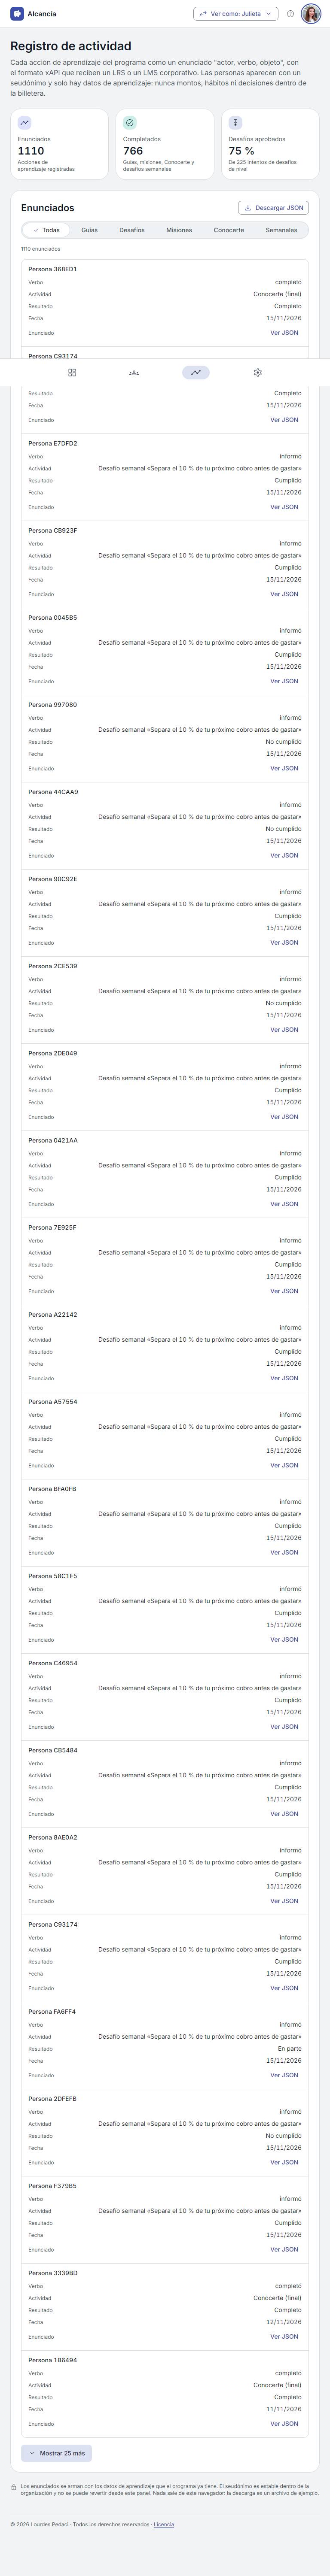 Alcancía
Ver como: Julieta
Registro de actividad
Cada acción de aprendizaje del programa como un enunciado "actor, verbo, objeto", con
el formato xAPI que reciben un LRS o un LMS corporativo. Las personas aparecen con un
seudónimo y solo hay datos de aprendizaje: nunca montos, hábitos ni decisiones dentro de
la billetera.
Enunciados
1110
Acciones de
aprendizaje registradas
Completados
766
Guías, misiones, Conocerte y
desafíos semanales
Desafíos aprobados
75 %
De 225 intentos de desafíos
de nivel
Enunciados
Descargar JSON
Todas
Guías
Desafíos
Misiones
Conocerte
Semanales
1110 enunciados
Persona 368ED1
Verbo completó
Actividad Conocerte (final)
Resultado Completo
Fecha 15/11/2026
Enunciado Ver JSON
Persona C93174
Resultado Completo
Fecha 15/11/2026
Enunciado Ver JSON
Persona E7DFD2
Verbo informó
Actividad Desafío semanal «Separa el 10 % de tu próximo cobro antes de gastar»
Resultado Cumplido
Fecha 15/11/2026
Enunciado Ver JSON
Persona CB923F
Verbo informó
Actividad Desafío semanal «Separa el 10 % de tu próximo cobro antes de gastar»
Resultado Cumplido
Fecha 15/11/2026
Enunciado Ver JSON
Persona 0045B5
Verbo informó
Actividad Desafío semanal «Separa el 10 % de tu próximo cobro antes de gastar»
Resultado Cumplido
Fecha 15/11/2026
Enunciado Ver JSON
Persona 997080
Verbo informó
Actividad Desafío semanal «Separa el 10 % de tu próximo cobro antes de gastar»
Resultado No cumplido
Fecha 15/11/2026
Enunciado Ver JSON
Persona 44CAA9
Verbo informó
Actividad Desafío semanal «Separa el 10 % de tu próximo cobro antes de gastar»
Resultado No cumplido
Fecha 15/11/2026
Enunciado Ver JSON
Persona 90C92E
Verbo informó
Actividad Desafío semanal «Separa el 10 % de tu próximo cobro antes de gastar»
Resultado Cumplido
Fecha 15/11/2026
Enunciado Ver JSON
Persona 2CE539
Verbo informó
Actividad Desafío semanal «Separa el 10 % de tu próximo cobro antes de gastar»
Resultado No cumplido
Fecha 15/11/2026
Enunciado Ver JSON
Persona 2DE049
Verbo informó
Actividad Desafío semanal «Separa el 10 % de tu próximo cobro antes de gastar»
Resultado Cumplido
Fecha 15/11/2026
Enunciado Ver JSON
Persona 0421AA
Verbo informó
Actividad Desafío semanal «Separa el 10 % de tu próximo cobro antes de gastar»
Resultado Cumplido
Fecha 15/11/2026
Enunciado Ver JSON
Persona 7E925F
Verbo informó
Actividad Desafío semanal «Separa el 10 % de tu próximo cobro antes de gastar»
Resultado Cumplido
Fecha 15/11/2026
Enunciado Ver JSON
Persona A22142
Verbo informó
Actividad Desafío semanal «Separa el 10 % de tu próximo cobro antes de gastar»
Resultado Cumplido
Fecha 15/11/2026
Enunciado Ver JSON
Persona A57554
Verbo informó
Actividad Desafío semanal «Separa el 10 % de tu próximo cobro antes de gastar»
Resultado Cumplido
Fecha 15/11/2026
Enunciado Ver JSON
Persona BFA0FB
Verbo informó
Actividad Desafío semanal «Separa el 10 % de tu próximo cobro antes de gastar»
Resultado Cumplido
Fecha 15/11/2026
Enunciado Ver JSON
Persona 58C1F5
Verbo informó
Actividad Desafío semanal «Separa el 10 % de tu próximo cobro antes de gastar»
Resultado Cumplido
Fecha 15/11/2026
Enunciado Ver JSON
Persona C46954
Verbo informó
Actividad Desafío semanal «Separa el 10 % de tu próximo cobro antes de gastar»
Resultado Cumplido
Fecha 15/11/2026
Enunciado Ver JSON
Persona CB5484
Verbo informó
Actividad Desafío semanal «Separa el 10 % de tu próximo cobro antes de gastar»
Resultado Cumplido
Fecha 15/11/2026
Enunciado Ver JSON
Persona 8AE0A2
Verbo informó
Actividad Desafío semanal «Separa el 10 % de tu próximo cobro antes de gastar»
Resultado Cumplido
Fecha 15/11/2026
Enunciado Ver JSON
Persona C93174
Verbo informó
Actividad Desafío semanal «Separa el 10 % de tu próximo cobro antes de gastar»
Resultado Cumplido
Fecha 15/11/2026
Enunciado Ver JSON
Persona FA6FF4
Verbo informó
Actividad Desafío semanal «Separa el 10 % de tu próximo cobro antes de gastar»
Resultado En parte
Fecha 15/11/2026
Enunciado Ver JSON
Persona 2DFEFB
Verbo informó
Actividad Desafío semanal «Separa el 10 % de tu próximo cobro antes de gastar»
Resultado No cumplido
Fecha 15/11/2026
Enunciado Ver JSON
Persona F379B5
Verbo informó
Actividad Desafío semanal «Separa el 10 % de tu próximo cobro antes de gastar»
Resultado Cumplido
Fecha 15/11/2026
Enunciado Ver JSON
Persona 3339BD
Verbo completó
Actividad Conocerte (final)
Resultado Completo
Fecha 12/11/2026
Enunciado Ver JSON
Persona 1B6494
Verbo completó
Actividad Conocerte (final)
Resultado Completo
Fecha 11/11/2026
Enunciado Ver JSON
Mostrar 25 más
Los enunciados se arman con los datos de aprendizaje que el programa ya tiene. El seudónimo es estable dentro de la
organización y no se puede revertir desde este panel. Nada sale de este navegador: la descarga es un archivo de ejemplo.
© 2026 Lourdes Pedaci · Todos los derechos reservados · Licencia